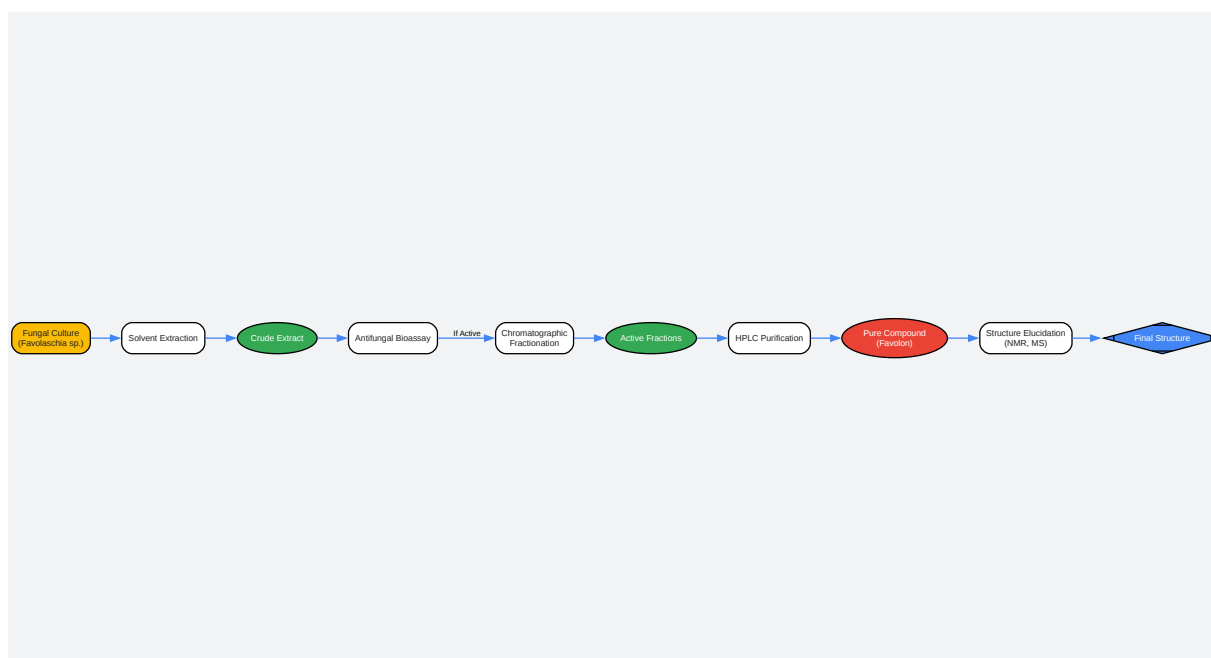 Fungal Culture
(Favolaschia sp.)
Solvent Extraction
Crude Extract
Antifungal Bioassay
If Active
Chromatographic
Fractionation
Active Fractions
HPLC Purification
Pure Compound
(Favolon)
Structure Elucidation
(NMR, MS)
Final Structure